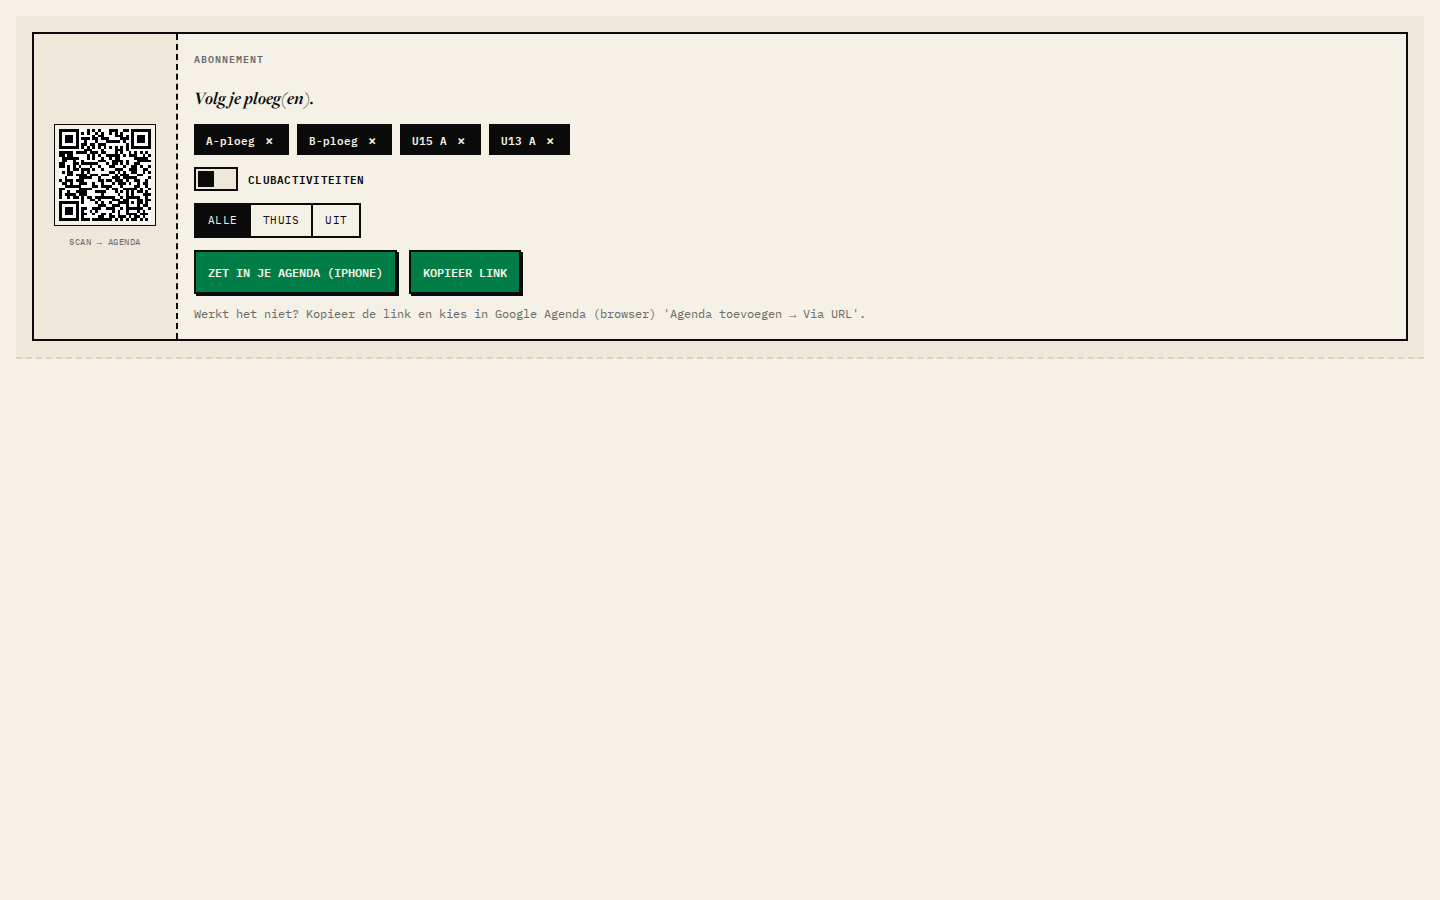 ABONNEMENT
Volg je ploeg(en).
A-ploeg × B-ploeg × U15 A × U13 A ×
CLUBACTIVITEITEN
ALLE THUIS UIT
ZET IN JE AGENDA (IPHONE) KOPIEER LINK
Werkt het niet? Kopieer de link en kies in Google Agenda (browser) 'Agenda toevoegen → Via URL'.
SCAN → AGENDA